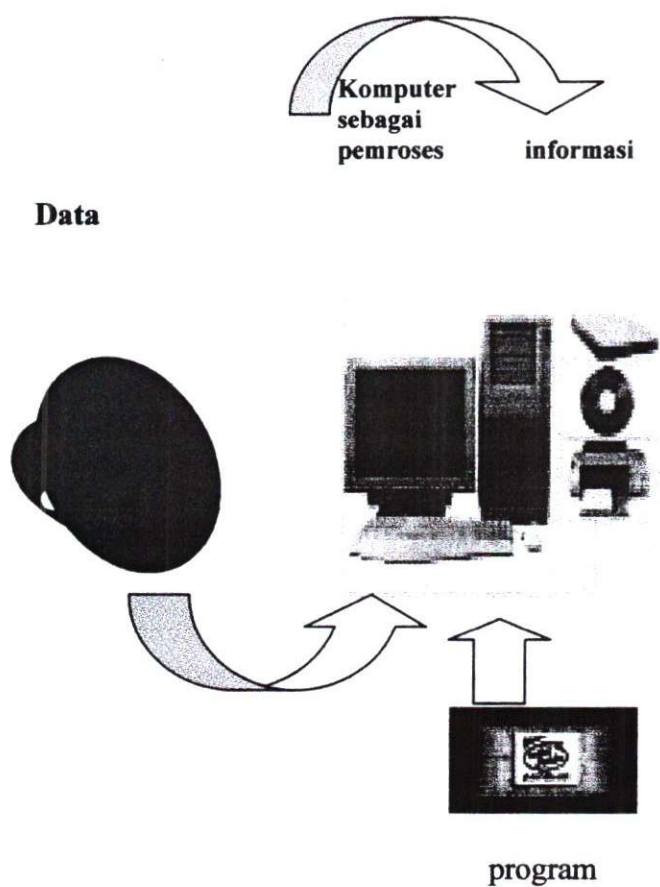 Komputer
sebagai
pemroses informasi
Data
program